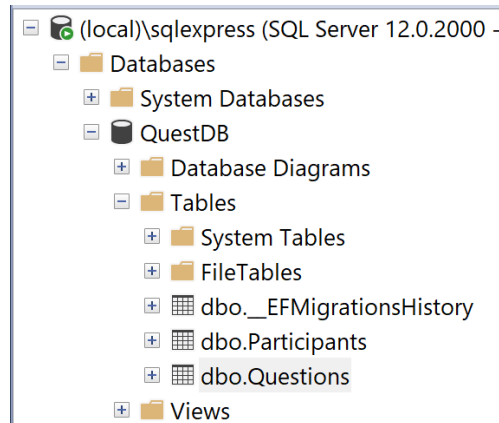 (local)\sqlexpress (SQL Server 12.0.2000 -
Databases
System Databases
QuestDB
Database Diagrams
Tables
System Tables
FileTables
dbo.__EFMigrationsHistory
dbo.Participants
dbo.Questions
Views